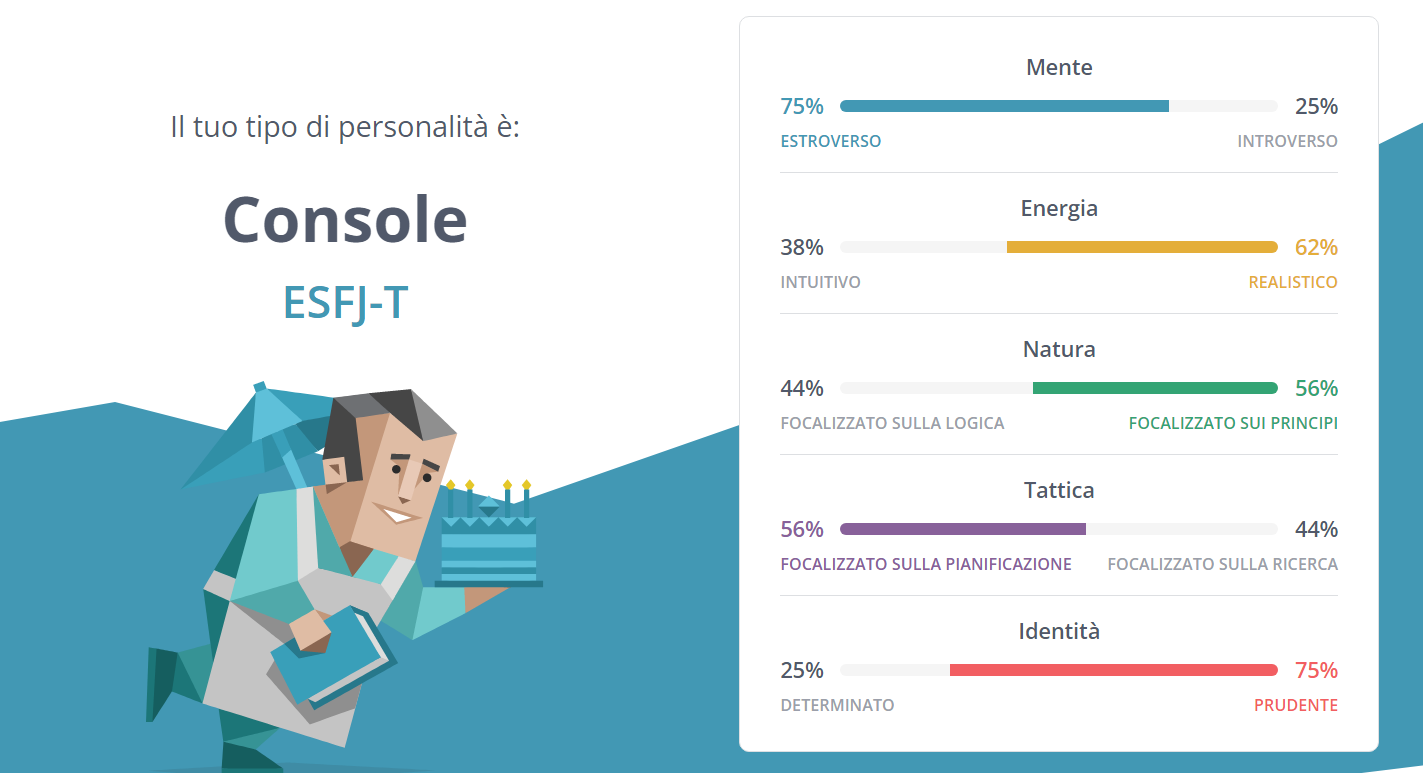 Il tuo tipo di personalità è:
Console
ESFJ-T
Mente
75% 25%
ESTROVERSO INTROVERSO
Energia
38% 62%
INTUITIVO REALISTICO
Natura
44% 56%
FOCALIZZATO SULLA LOGICA FOCALIZZATO SUI PRINCIPI
Tattica
56% 44%
FOCALIZZATO SULLA PIANIFICAZIONE FOCALIZZATO SULLA RICERCA
Identità
25% 75%
DETERMINATO PRUDENTE